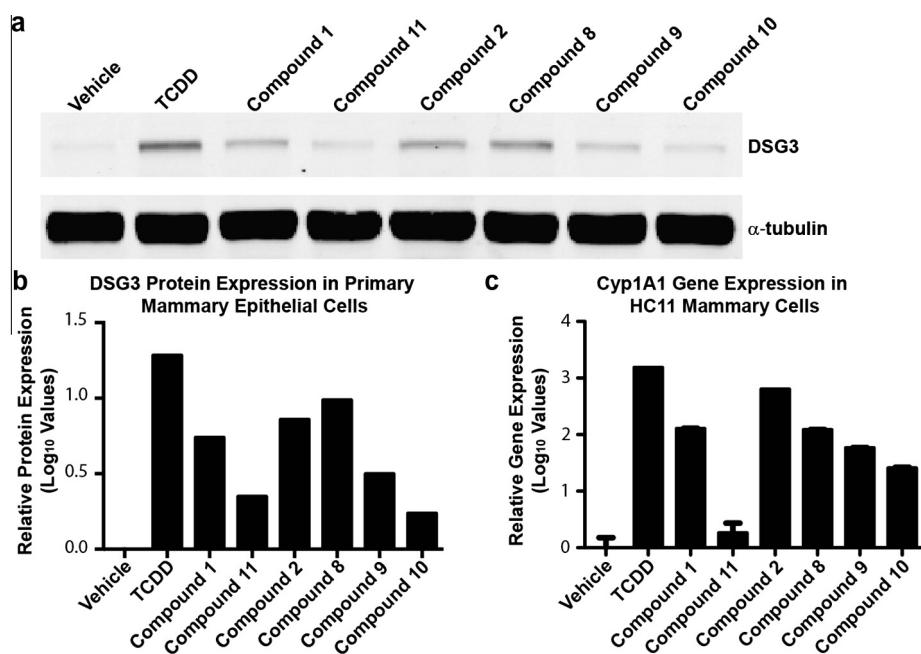 a
Vehicle
TCDD
Compound 1
Compound 11
Compound 2
Compound 8
Compound 9
Compound 10
DSG3
α-tubulin
b
DSG3 Protein Expression in Primary
Mammary Epithelial Cells
Relative Protein Expression
(Log₁₀ Values)
1.5
1.0
0.5
0.0
Vehicle
TCDD
Compound 1
Compound 11
Compound 2
Compound 8
Compound 9
Compound 10
c
Cyp1A1 Gene Expression in
HC11 Mammary Cells
Relative Gene Expression
(Log₁₀ Values)
4
3
2
1
0
Vehicle
TCDD
Compound 1
Compound 11
Compound 2
Compound 8
Compound 9
Compound 10